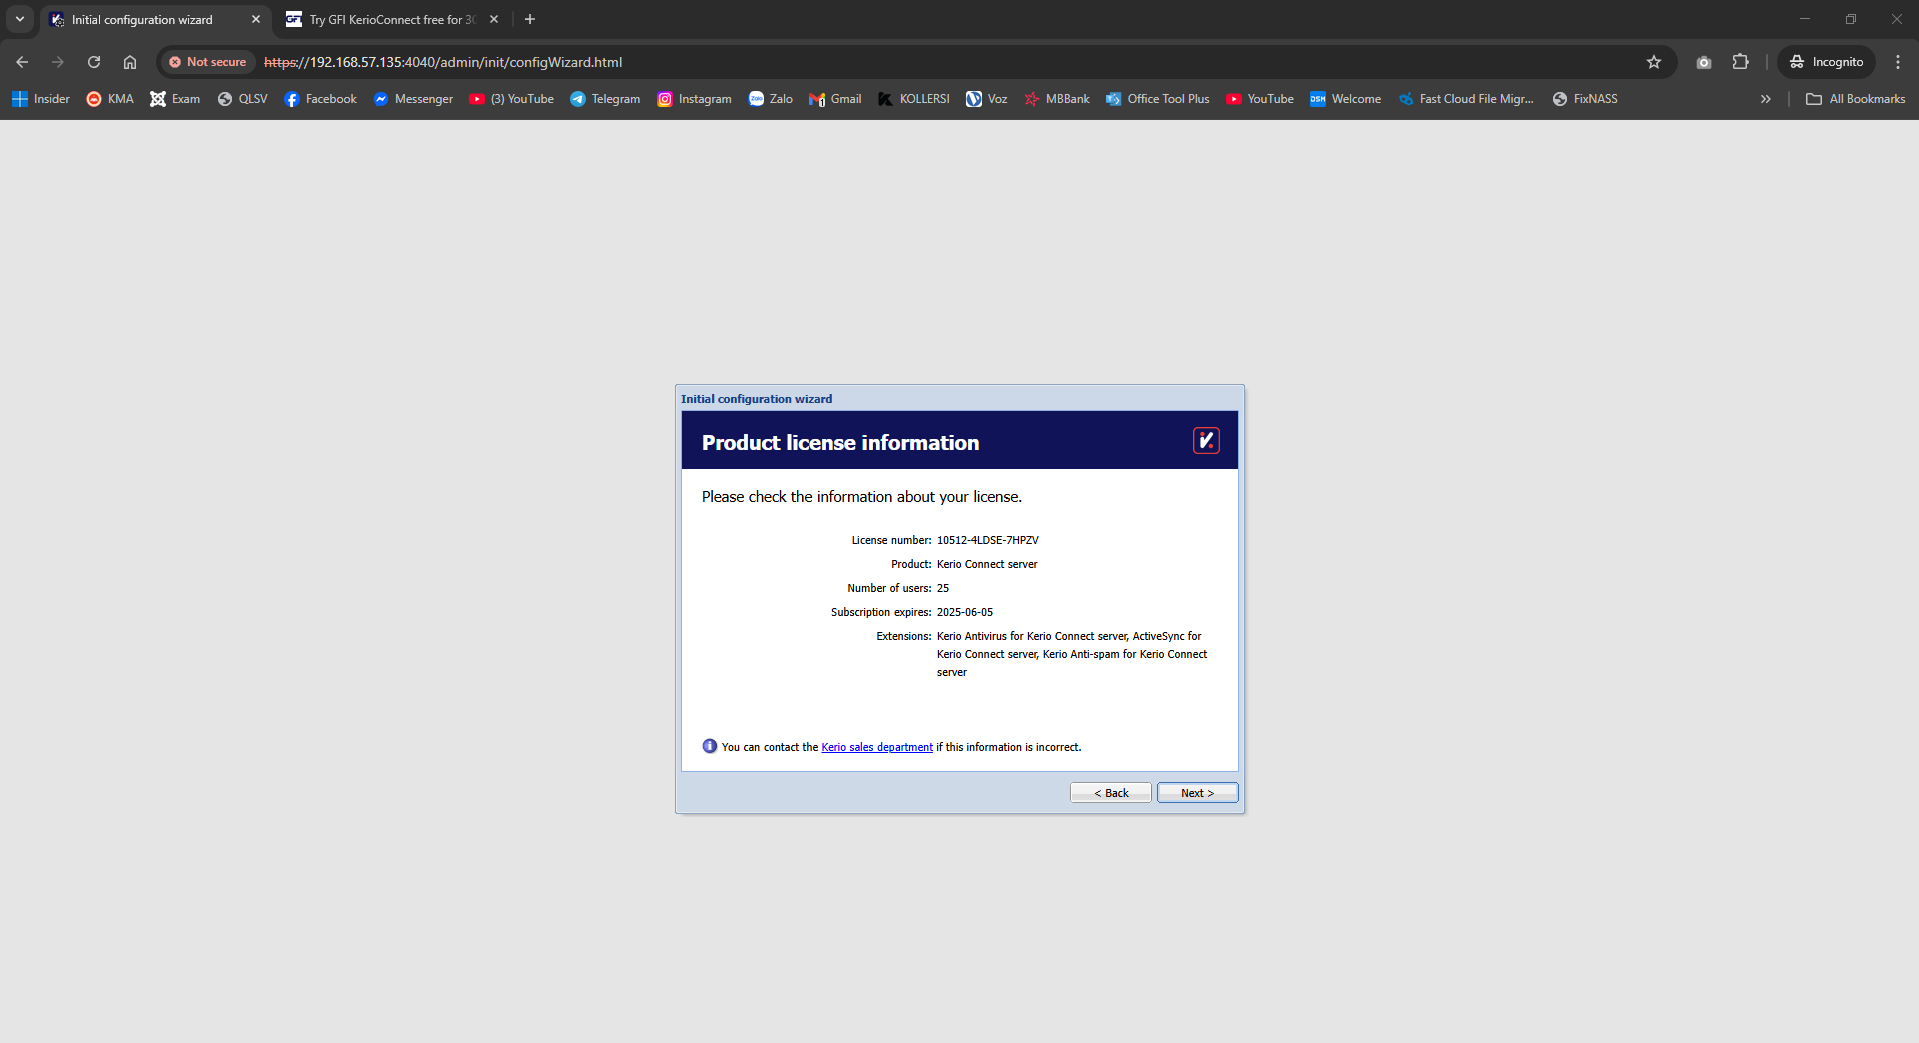 Initial configuration wizard
Try GFI KerioConnect free for 30
Not secure
https://192.168.57.135:4040/admin/init/configWizard.html
Incognito
Insider
KMA
Exam
QLSV
Facebook
Messenger
(3) YouTube
Telegram
Instagram
Zalo
Gmail
KOLLERSI
Voz
MBBank
Office Tool Plus
YouTube
DSM
Welcome
Fast Cloud File Migr...
FixNASS
All Bookmarks
Initial configuration wizard
Product license information
Please check the information about your license.
License number: 10512-4LDSE-7HPZV
Product: Kerio Connect server
Number of users: 25
Subscription expires: 2025-06-05
Extensions: Kerio Antivirus for Kerio Connect server, ActiveSync for
Kerio Connect server, Kerio Anti-spam for Kerio Connect
server
You can contact the Kerio sales department if this information is incorrect.
< Back
Next >